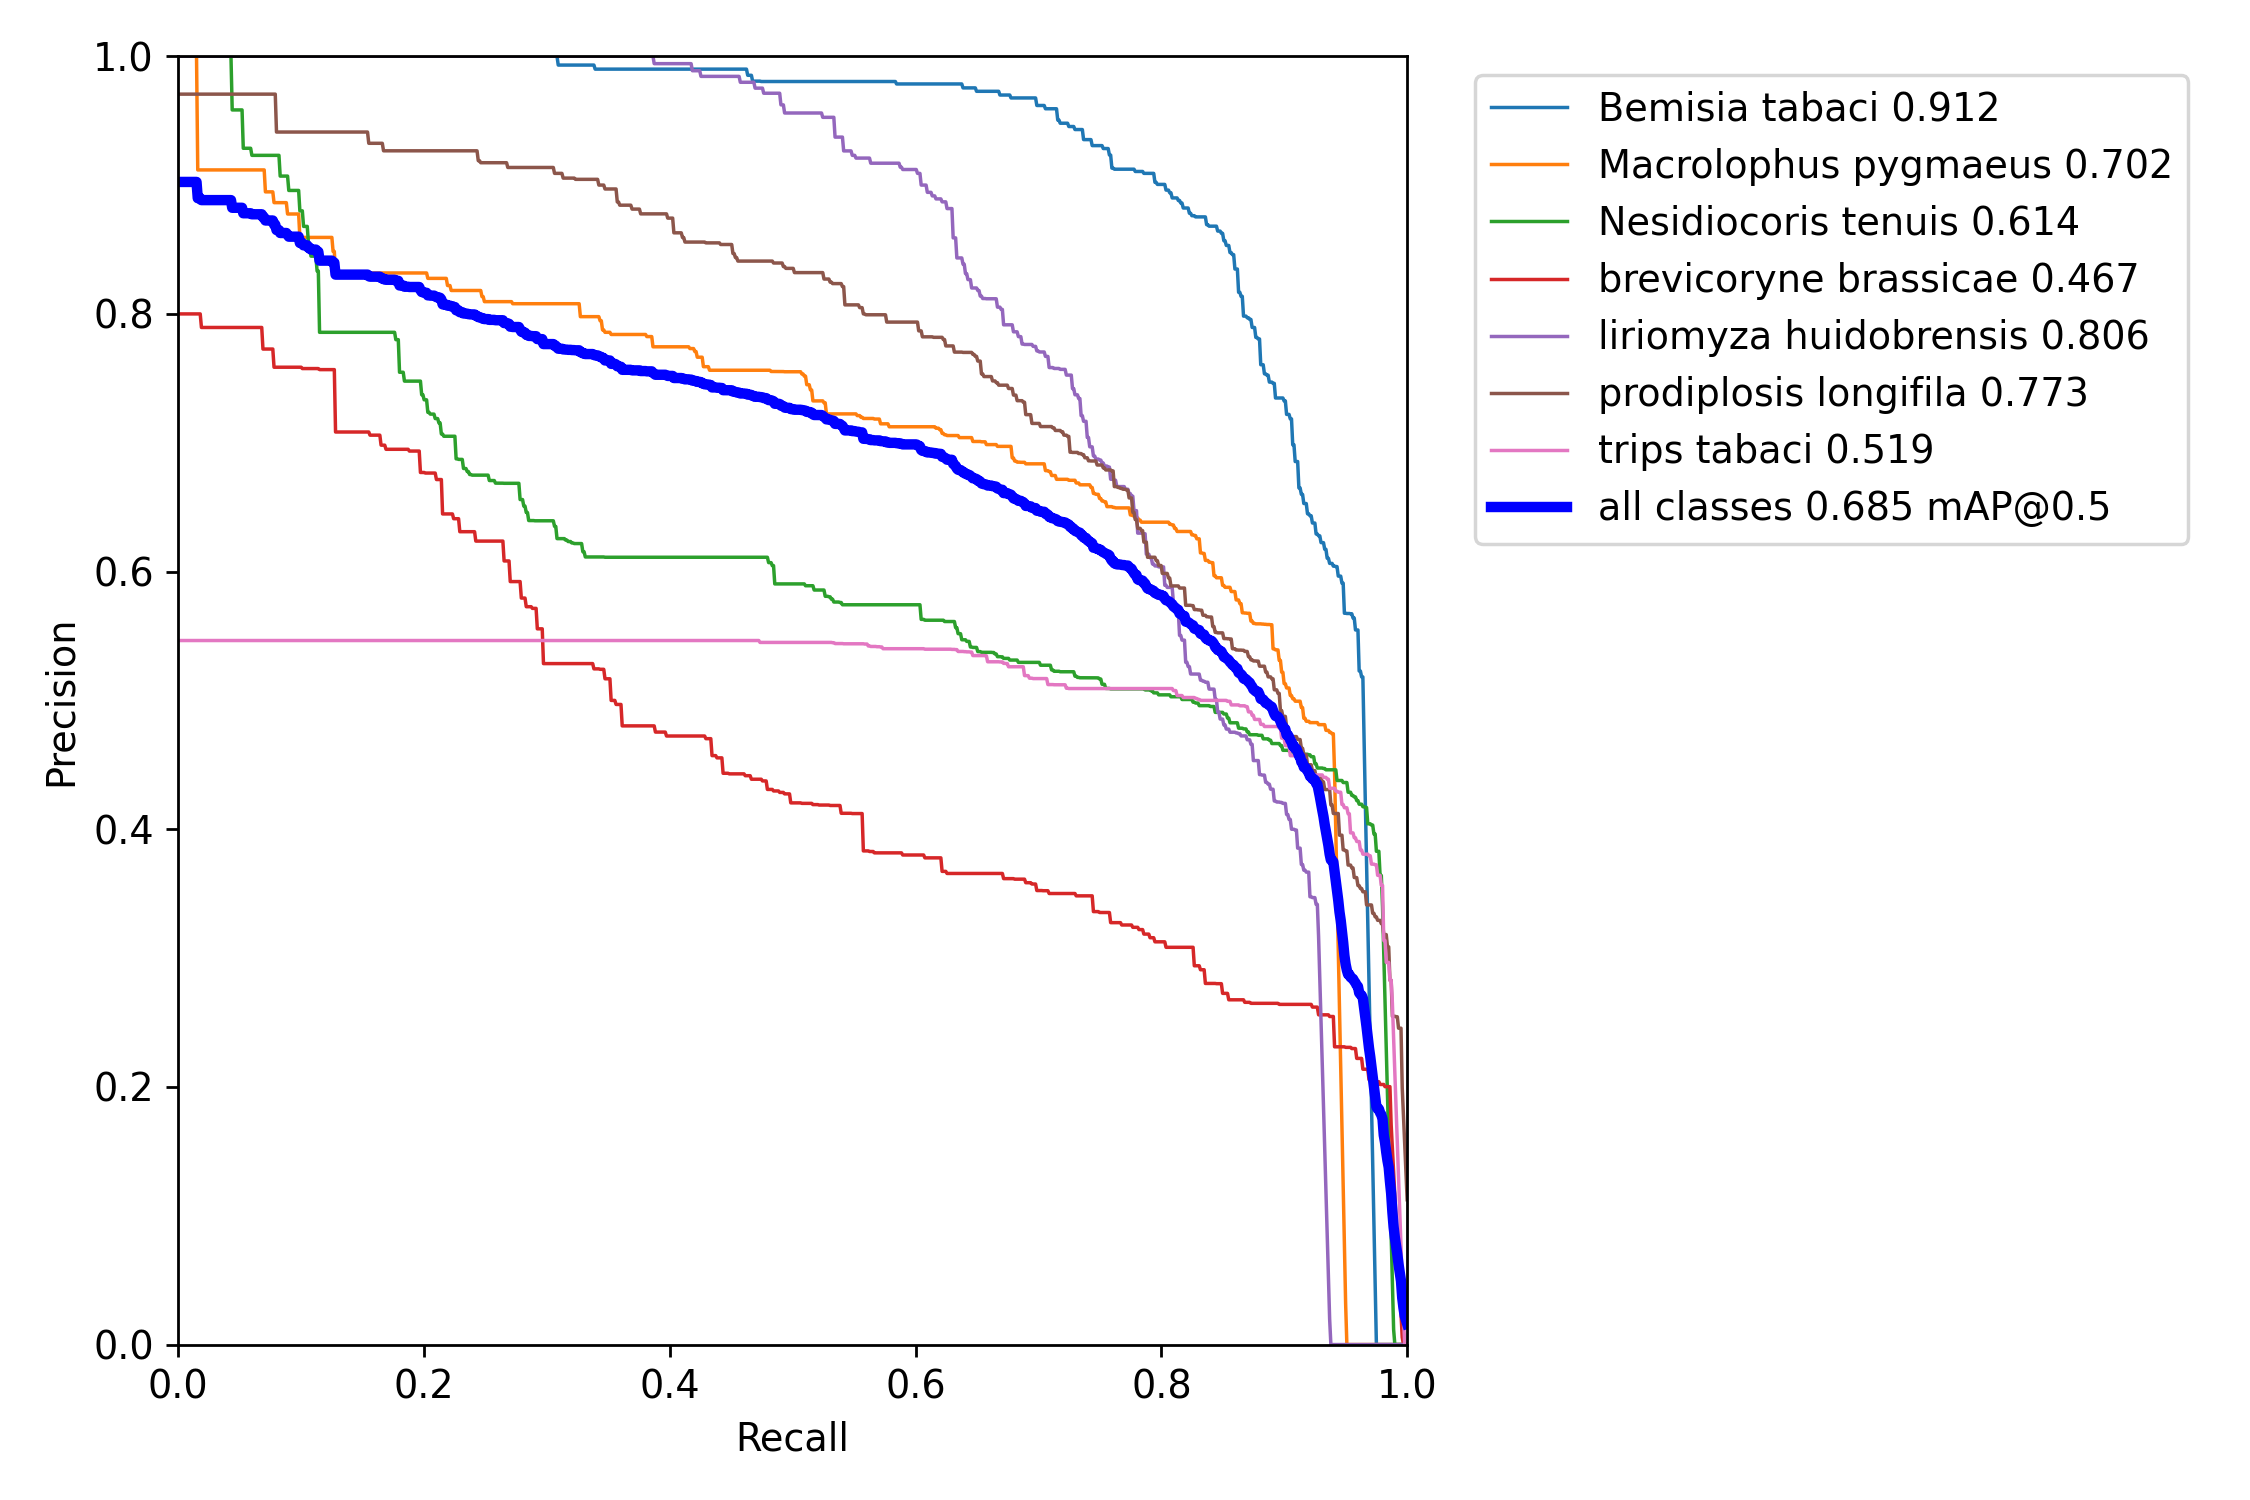 1.0
0.8
0.6
0.4
0.2
0.0
Precision
0.0 0.2 0.4 0.6 0.8 1.0
Recall
Bemisia tabaci 0.912
Macrolophus pygmaeus 0.702
Nesidiocoris tenuis 0.614
brevicoryne brassicae 0.467
liriomyza huidobrensis 0.806
prodiplosis longifila 0.773
trips tabaci 0.519
all classes 0.685 mAP@0.5